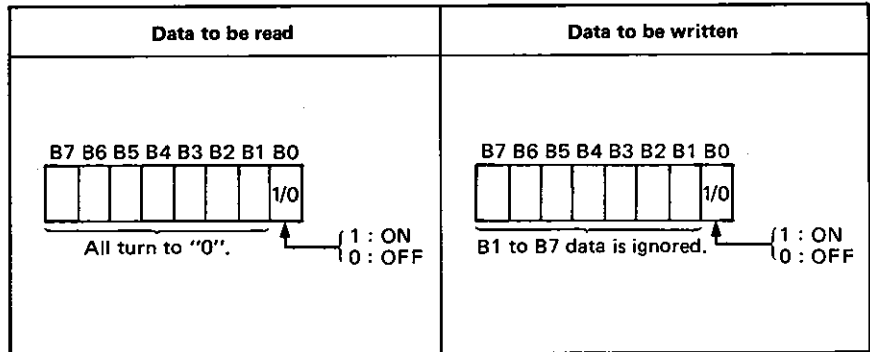 Data to be read
Data to be written
B7 B6 B5 B4 B3 B2 B1 B0
1/0
All turn to "0".
1 : ON
0 : OFF
B7 B6 B5 B4 B3 B2 B1 B0
1/0
B1 to B7 data is ignored.
1 : ON
0 : OFF